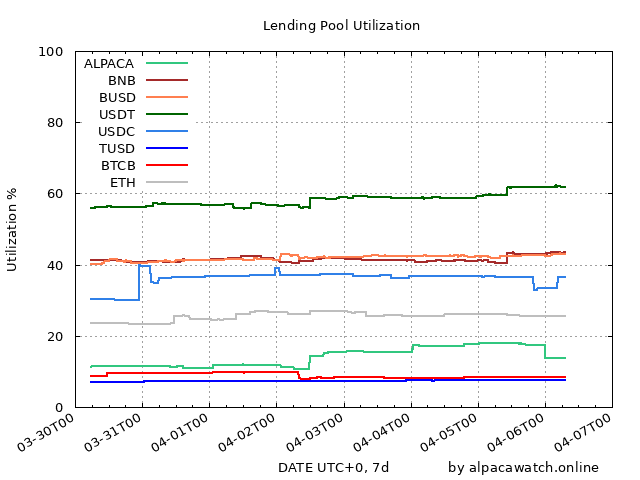 Lending Pool Utilization
100
80
60
40
20
0
Utilization %
ALPACA
BNB
BUSD
USDT
USDC
TUSD
BTCB
ETH
03-30T00
03-31T00
04-01T00
04-02T00
04-03T00
04-04T00
04-05T00
04-06T00
04-07T00
DATE UTC+0, 7d by alpacawatch.online